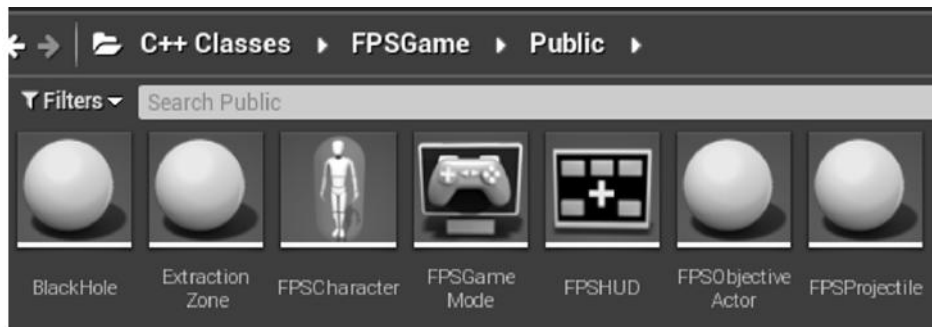 C++ Classes FPSGame Public
Filters Search Public
BlackHole
Extraction
Zone
FPSCharacter
FPSGame
Mode
FPSHUD
FPSObjective
Actor
FPSProjectile